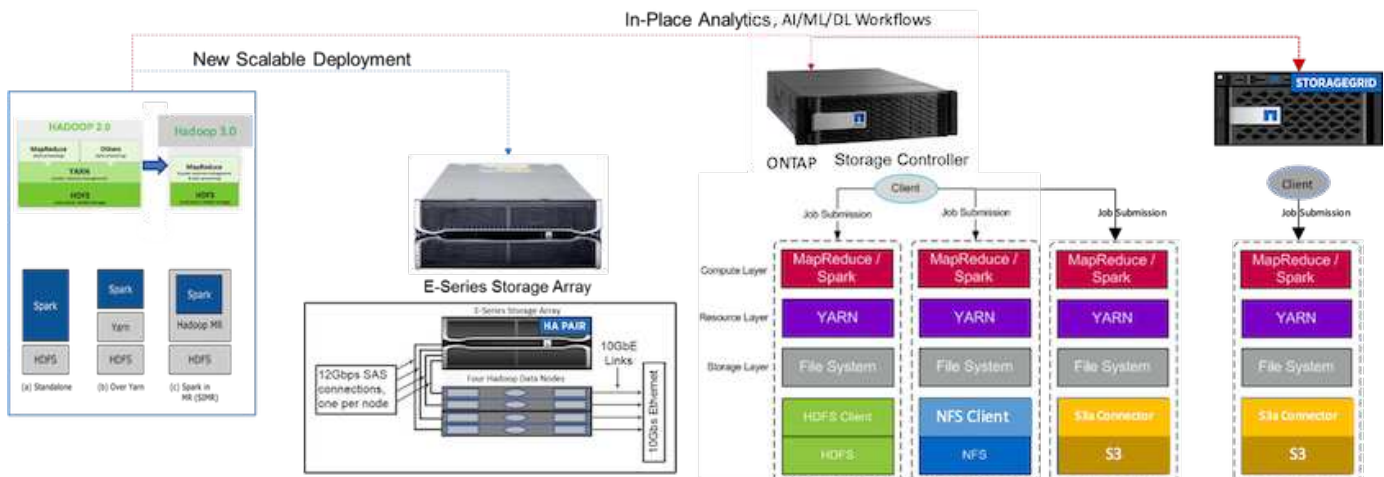 In-Place Analytics, AI/ML/DL Workflows
New Scalable Deployment
HADOOP 2.0
MapReduce
Others
YARN
HDFS
Hadoop 3.0
MapReduce
HDFS
Spark
HDFS
(a) Standalone
Spark
Yarn
HDFS
(b) Over Yarn
Spark
Hadoop MR
HDFS
(c) Spark in
MR (SIMR)
E-Series Storage Array
E-Series Storage Array
HA PAIR
12Gbps SAS
connections,
one per node
Four Hadoop Data Nodes
10GbE
Links
10Gbs Ethernet
ONTAP
Storage Controller
STORAGEGRID
Client
Job Submission
Job Submission
Job Submission
Client
Job Submission
Compute Layer
MapReduce /
Spark
MapReduce /
Spark
MapReduce /
Spark
MapReduce /
Spark
Resource Layer
YARN
YARN
YARN
YARN
Storage Layer
File System
File System
File System
File System
HDFS Client
NFS Client
S3a Connector
S3a Connector
HDFS
NFS
S3
S3